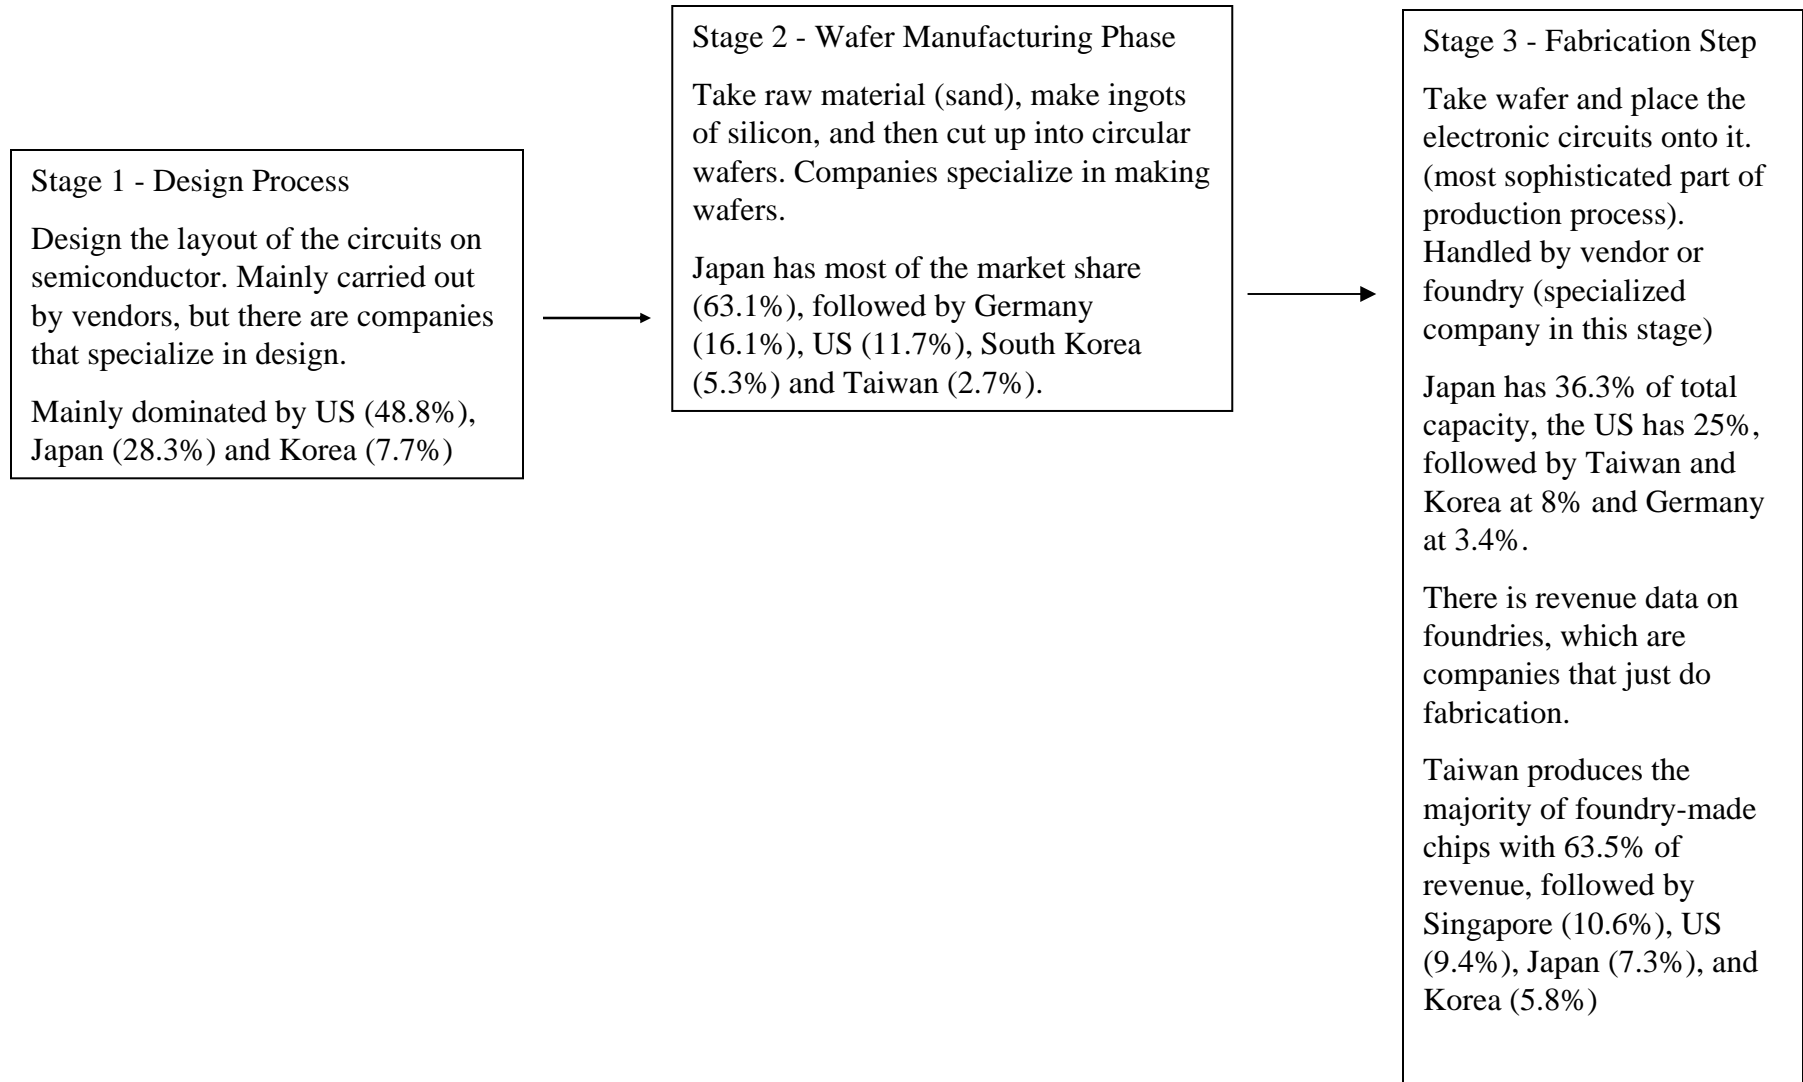 Stage 1 - Design Process
Design the layout of the circuits on
semiconductor. Mainly carried out
by vendors, but there are companies
that specialize in design.
Mainly dominated by US (48.8%),
Japan (28.3%) and Korea (7.7%)
Stage 2 - Wafer Manufacturing Phase
Take raw material (sand), make ingots
of silicon, and then cut up into circular
wafers. Companies specialize in making
wafers.
Japan has most of the market share
(63.1%), followed by Germany
(16.1%), US (11.7%), South Korea
(5.3%) and Taiwan (2.7%).
Stage 3 - Fabrication Step
Take wafer and place the
electronic circuits onto it.
(most sophisticated part of
production process).
Handled by vendor or
foundry (specialized
company in this stage)
Japan has 36.3% of total
capacity, the US has 25%,
followed by Taiwan and
Korea at 8% and Germany
at 3.4%.
There is revenue data on
foundries, which are
companies that just do
fabrication.
Taiwan produces the
majority of foundry-made
chips with 63.5% of
revenue, followed by
Singapore (10.6%), US
(9.4%), Japan (7.3%), and
Korea (5.8%)